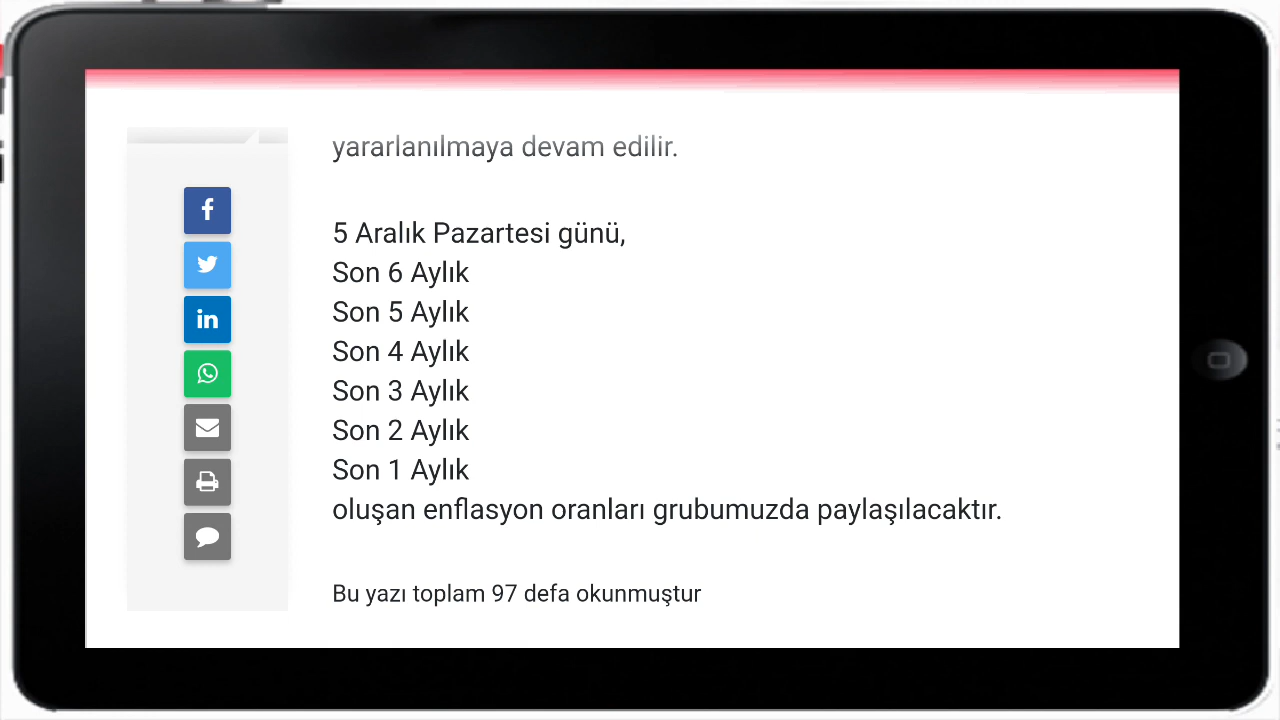 yararlanılmaya devam edilir.
5 Aralık Pazartesi günü,
Son 6 Aylık
Son 5 Aylık
Son 4 Aylık
Son 3 Aylık
Son 2 Aylık
Son 1 Aylık
oluşan enflasyon oranları grubumuzda paylaşılacaktır.
Bu yazı toplam 97 defa okunmuştur